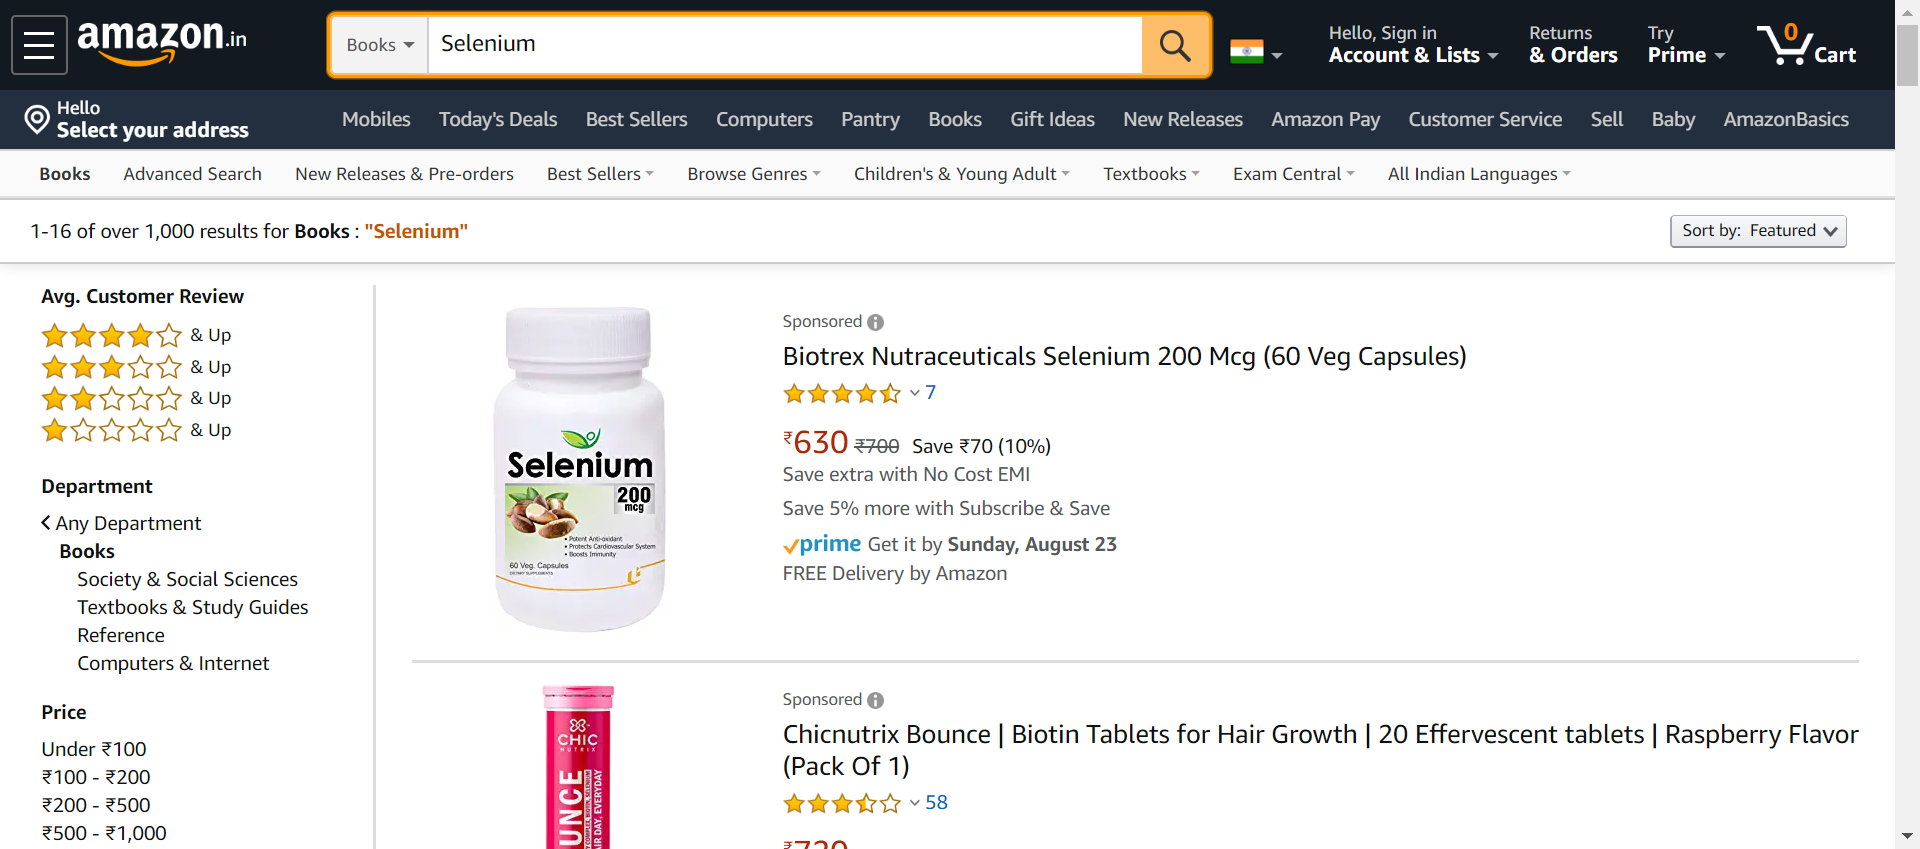 amazon.in
Books
Selenium
Hello, Sign in
Account & Lists
Returns
& Orders
Try
Prime
0
Cart
Hello
Select your address
Mobiles Today's Deals Best Sellers Computers Pantry Books Gift Ideas New Releases Amazon Pay Customer Service Sell Baby AmazonBasics
Books Advanced Search New Releases & Pre-orders Best Sellers Browse Genres Children's & Young Adult Textbooks Exam Central All Indian Languages
1-16 of over 1,000 results for Books : "Selenium"
Sort by: Featured
Avg. Customer Review
& Up
& Up
& Up
& Up
Department
Any Department
Books
Society & Social Sciences
Textbooks & Study Guides
Reference
Computers & Internet
Price
Under ₹100
₹100 - ₹200
₹200 - ₹500
₹500 - ₹1,000
Selenium
200
mcg
• Potent Anti-oxidant
• Protects Cardiovascular System
• Boosts Immunity
60 Veg. Capsules
DIETARY SUPPLEMENTS
Sponsored
Biotrex Nutraceuticals Selenium 200 Mcg (60 Veg Capsules)
7
₹630 ₹700 Save ₹70 (10%)
Save extra with No Cost EMI
Save 5% more with Subscribe & Save
prime Get it by Sunday, August 23
FREE Delivery by Amazon
CHIC
NUTRIX
UNCE
AIR DAY, EVERYDAY
Sponsored
Chicnutrix Bounce | Biotin Tablets for Hair Growth | 20 Effervescent tablets | Raspberry Flavor
(Pack Of 1)
58